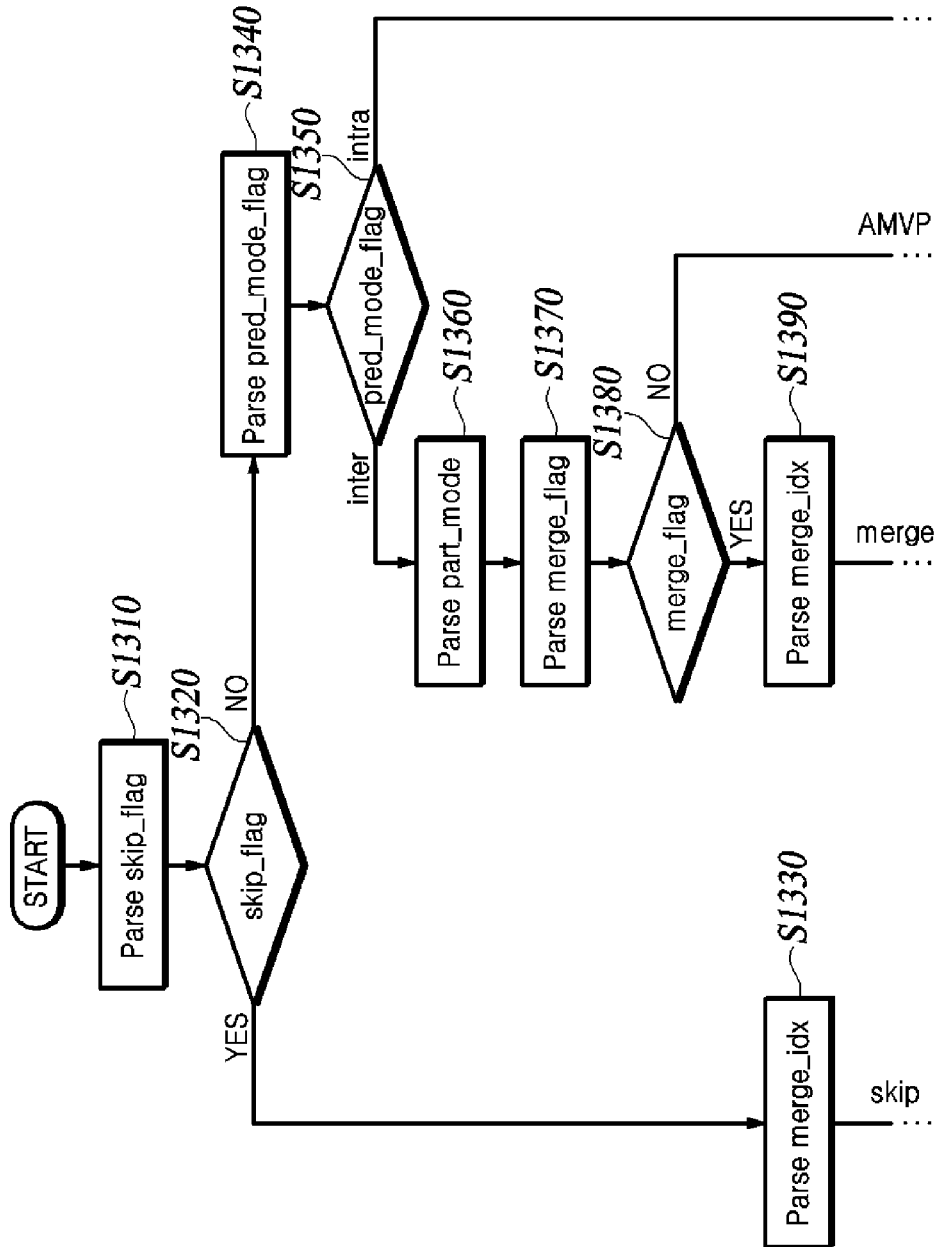 START
Parse skip_flag
S1310
skip_flag
S1320
YES
NO
Parse merge_idx
S1330
skip
...
Parse pred_mode_flag
S1340
pred_mode_flag
S1350
inter
intra
...
Parse part_mode
S1360
Parse merge_flag
S1370
merge_flag
S1380
YES
NO
Parse merge_idx
S1390
merge
...
AMVP
...